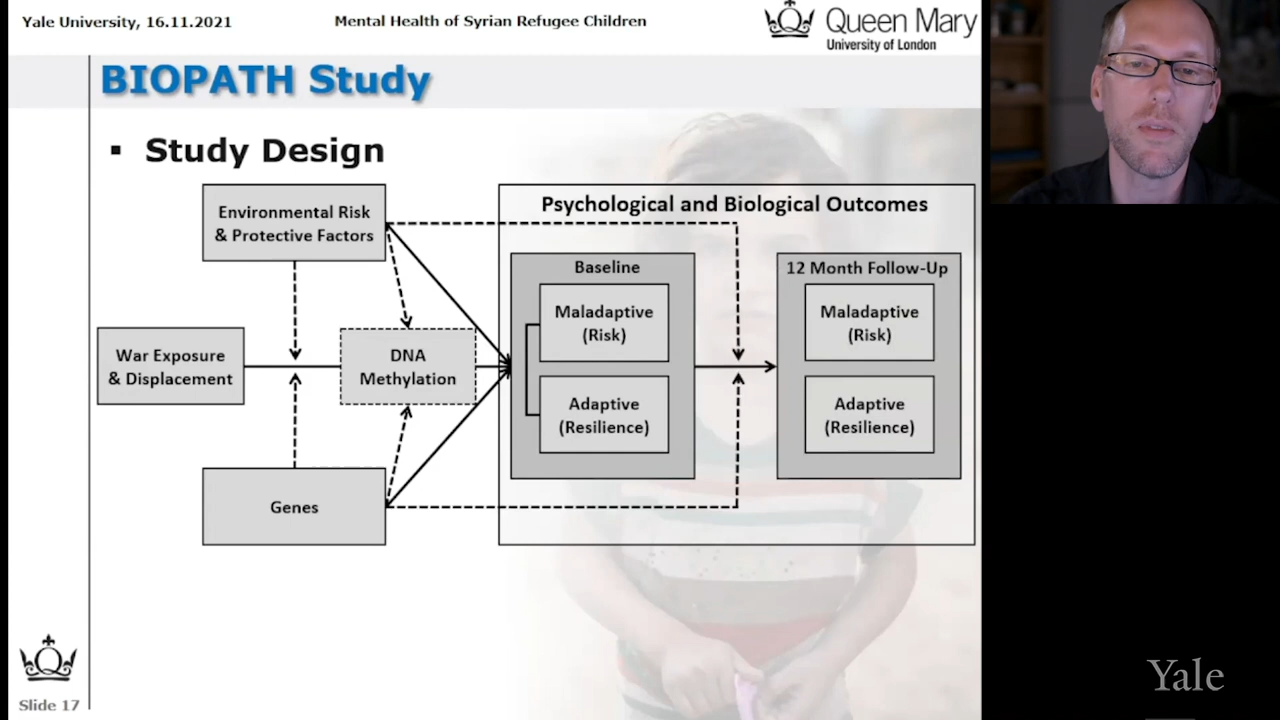 Yale University, 16.11.2021
Mental Health of Syrian Refugee Children
Queen Mary
University of London
BIOPATH Study
▪ Study Design
Environmental Risk
& Protective Factors
War Exposure
& Displacement
DNA
Methylation
Genes
Psychological and Biological Outcomes
Baseline
Maladaptive
(Risk)
Adaptive
(Resilience)
12 Month Follow-Up
Maladaptive
(Risk)
Adaptive
(Resilience)
Slide 17
Yale